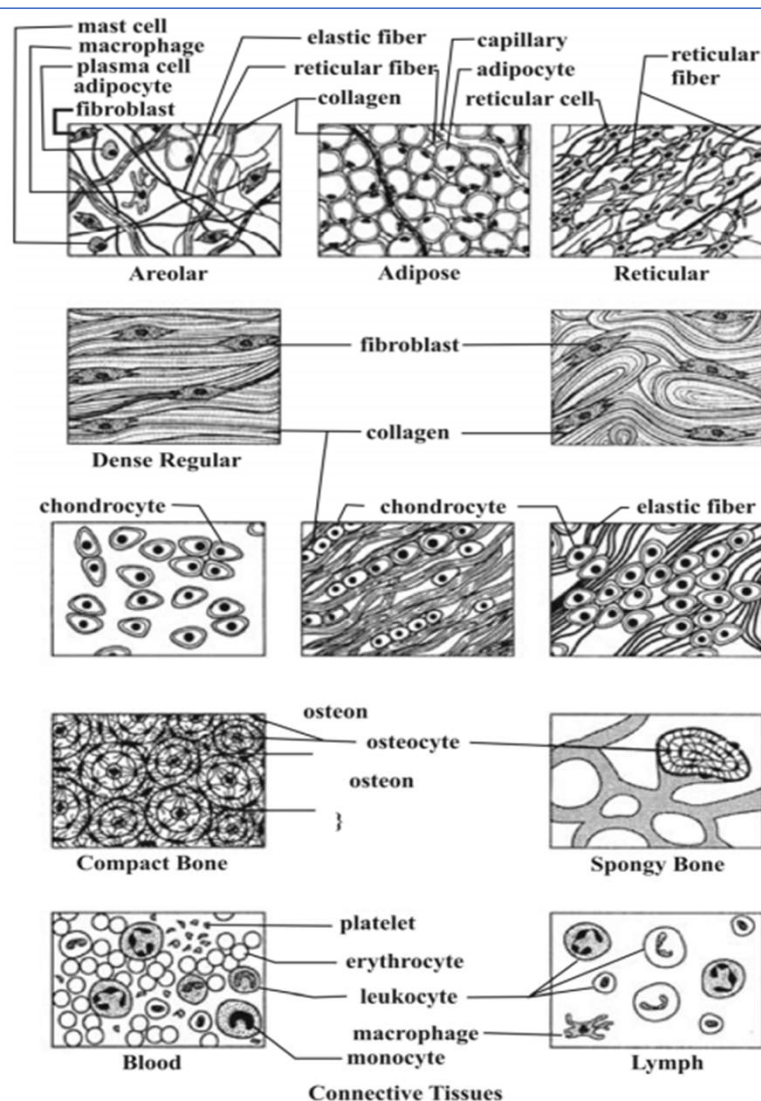 mast cell
macrophage
plasma cell
adipocyte
fibroblast
elastic fiber
reticular fiber
collagen
capillary
adipocyte
reticular cell
reticular
fiber
Areolar
Adipose
Reticular
fibroblast
collagen
Dense Regular
chondrocyte
chondrocyte
elastic fiber
osteon
osteocyte
osteon
}
Compact Bone
Spongy Bone
platelet
erythrocyte
leukocyte
macrophage
monocyte
Blood
Lymph
Connective Tissues